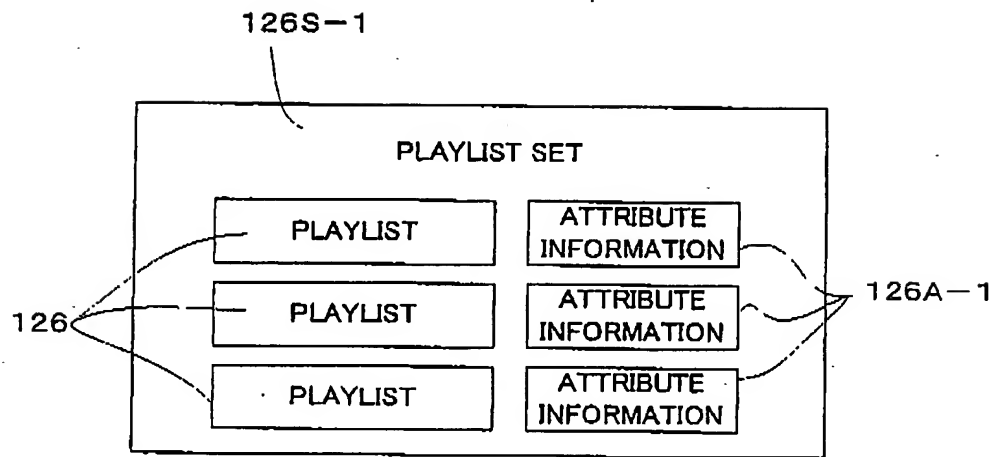 126S-1
PLAYLIST SET
PLAYLIST
ATTRIBUTE
INFORMATION
126
PLAYLIST
ATTRIBUTE
INFORMATION
126A-1
PLAYLIST
ATTRIBUTE
INFORMATION